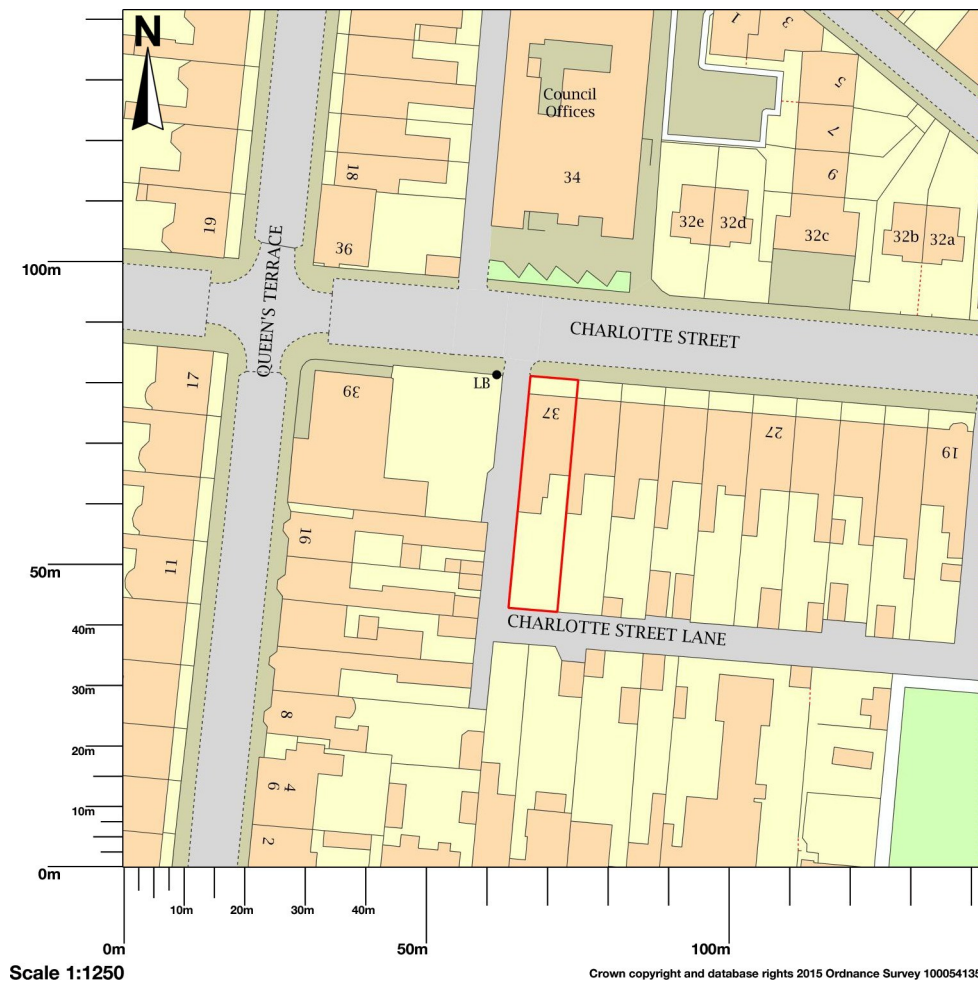 N
1
3
5
7
9
Council
Offices
34
18
19
36
32e
32d
32c
32b
32a
100m
QUEEN'S TERRACE
CHARLOTTE STREET
LB
17
39
37
27
19
16
11
50m
40m
CHARLOTTE STREET LANE
30m
8
20m
4
6
10m
2
0m
10m
20m
30m
40m
0m
50m
100m
Scale 1:1250
Crown copyright and database rights 2015 Ordnance Survey 100054135